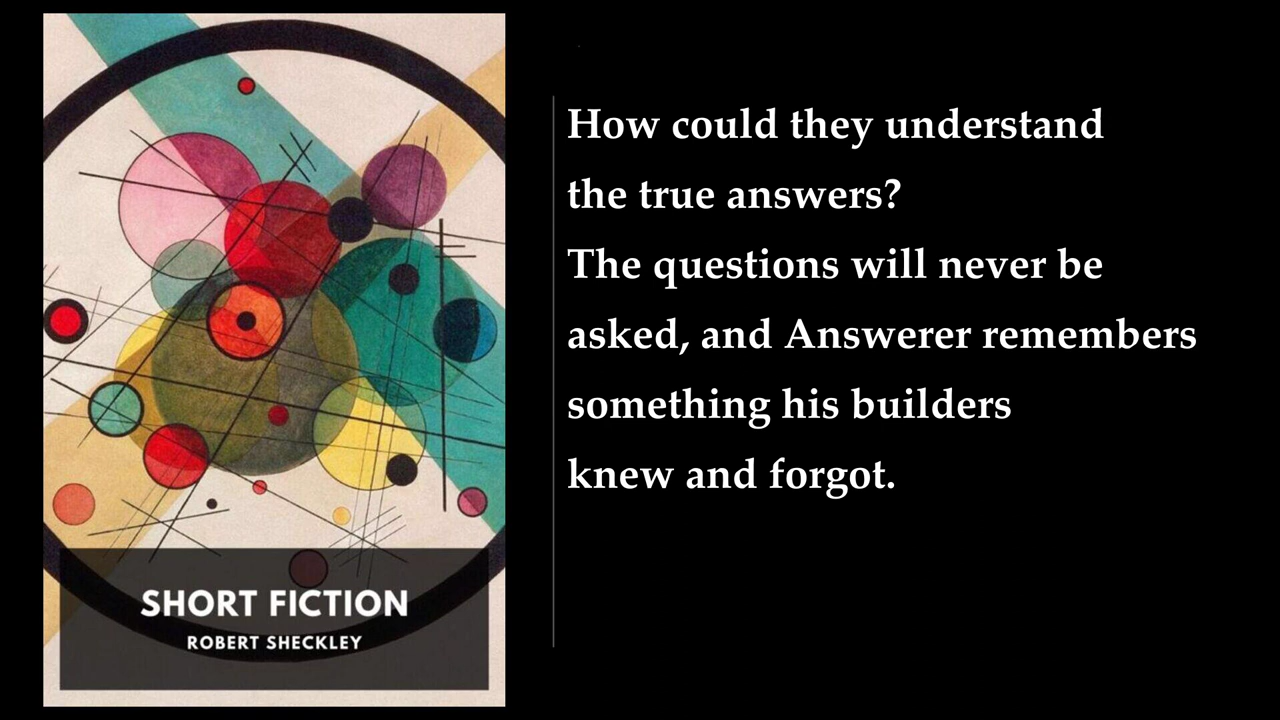 SHORT FICTION
ROBERT SHECKLEY
How could they understand
the true answers?
The questions will never be
asked, and Answerer remembers
something his builders
knew and forgot.